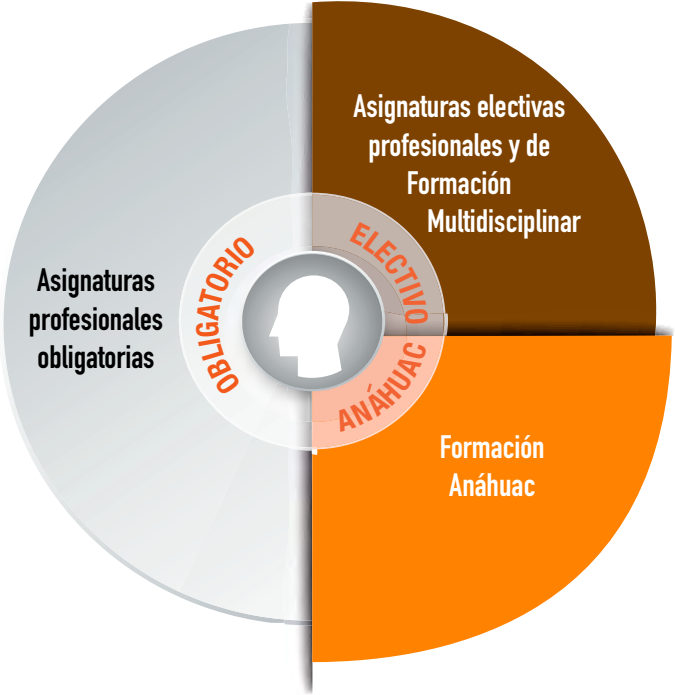 Asignaturas electivas
profesionales y de
Formación
Multidisciplinar
ELECTIVO
OBLIGATORIO
Asignaturas
profesionales
obligatorias
ANÁHUAC
Formación
Anáhuac